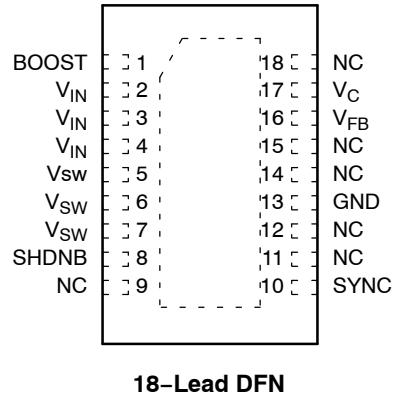 BOOST 1 18 NC
VIN 2 17 VC
VIN 3 16 VFB
VIN 4 15 NC
Vsw 5 14 NC
VSW 6 13 GND
VSW 7 12 NC
SHDNB 8 11 NC
NC 9 10 SYNC
18–Lead DFN